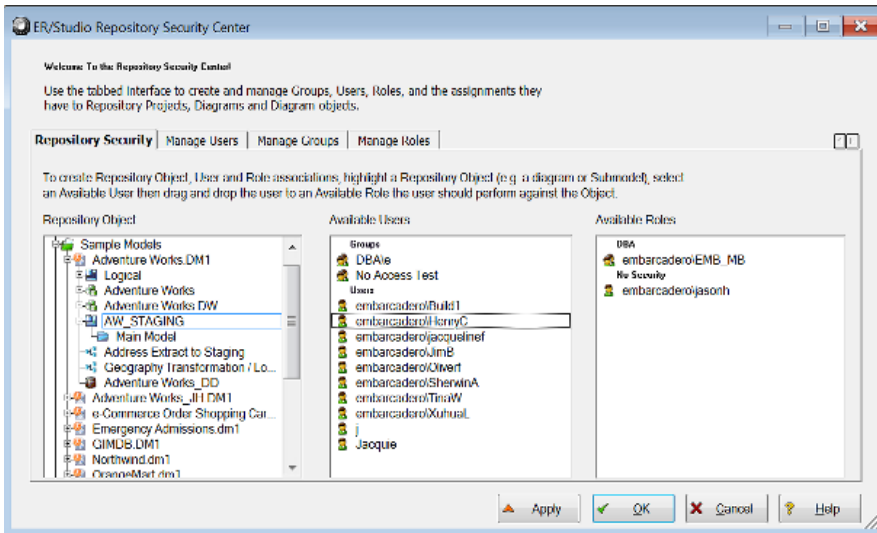 ER/Studio Repository Security Center
Welcome To the Repository Security Center!
Use the tabbed Interface to create and manage Groups, Users, Roles, and the assignments they
have to Repository Projects, Diagrams and Diagram objects.
Repository Security Manage Users Manage Groups Manage Roles
To create Repository Object, User and Role associations, highlight a Repository Object (e.g. a diagram or Submodel), select
an Available User then drag and drop the user to an Available Role the user should perform against the Object.
Repository Object Available Users Available Roles
Sample Models
Adventure Works.DM1
Logical
Adventure Works
Adventure Works DW
AW_STAGING
Main Model
Address Extract to Staging
Geography Transformation / Lo...
Adventure Works_DD
Adventure Works_JH.DM1
e-Commerce Order Shopping Car...
Emergency Admissions.dm1
GIMDB.DM1
Northwind.dm1
OrangeMart.dm1
Groups
DBA\e
No Access Test
Users
embarcadero\Build1
embarcadero\HenryC
embarcadero\jacquelinef
embarcadero\JimB
embarcadero\Oliverf
embarcadero\SherwinA
embarcadero\TinaW
embarcadero\XuhuaL
j
Jacquie
DBA
embarcadero\EMB_MB
No Security
embarcadero\jasonh
Apply OK Cancel Help